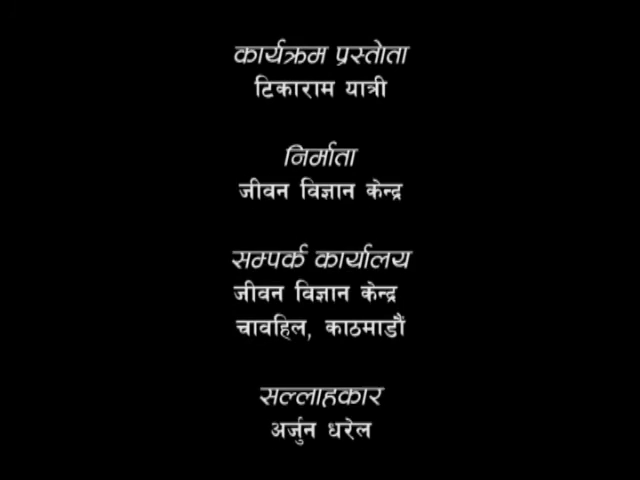 कार्यक्रम प्रस्तोता
टिकाराम यात्री
निर्माता
जीवन विज्ञान केन्द्र
सम्पर्क कार्यालय
जीवन विज्ञान केन्द्र
चावहिल, काठमाडौं
सल्लाहकार
अर्जुन धरेल